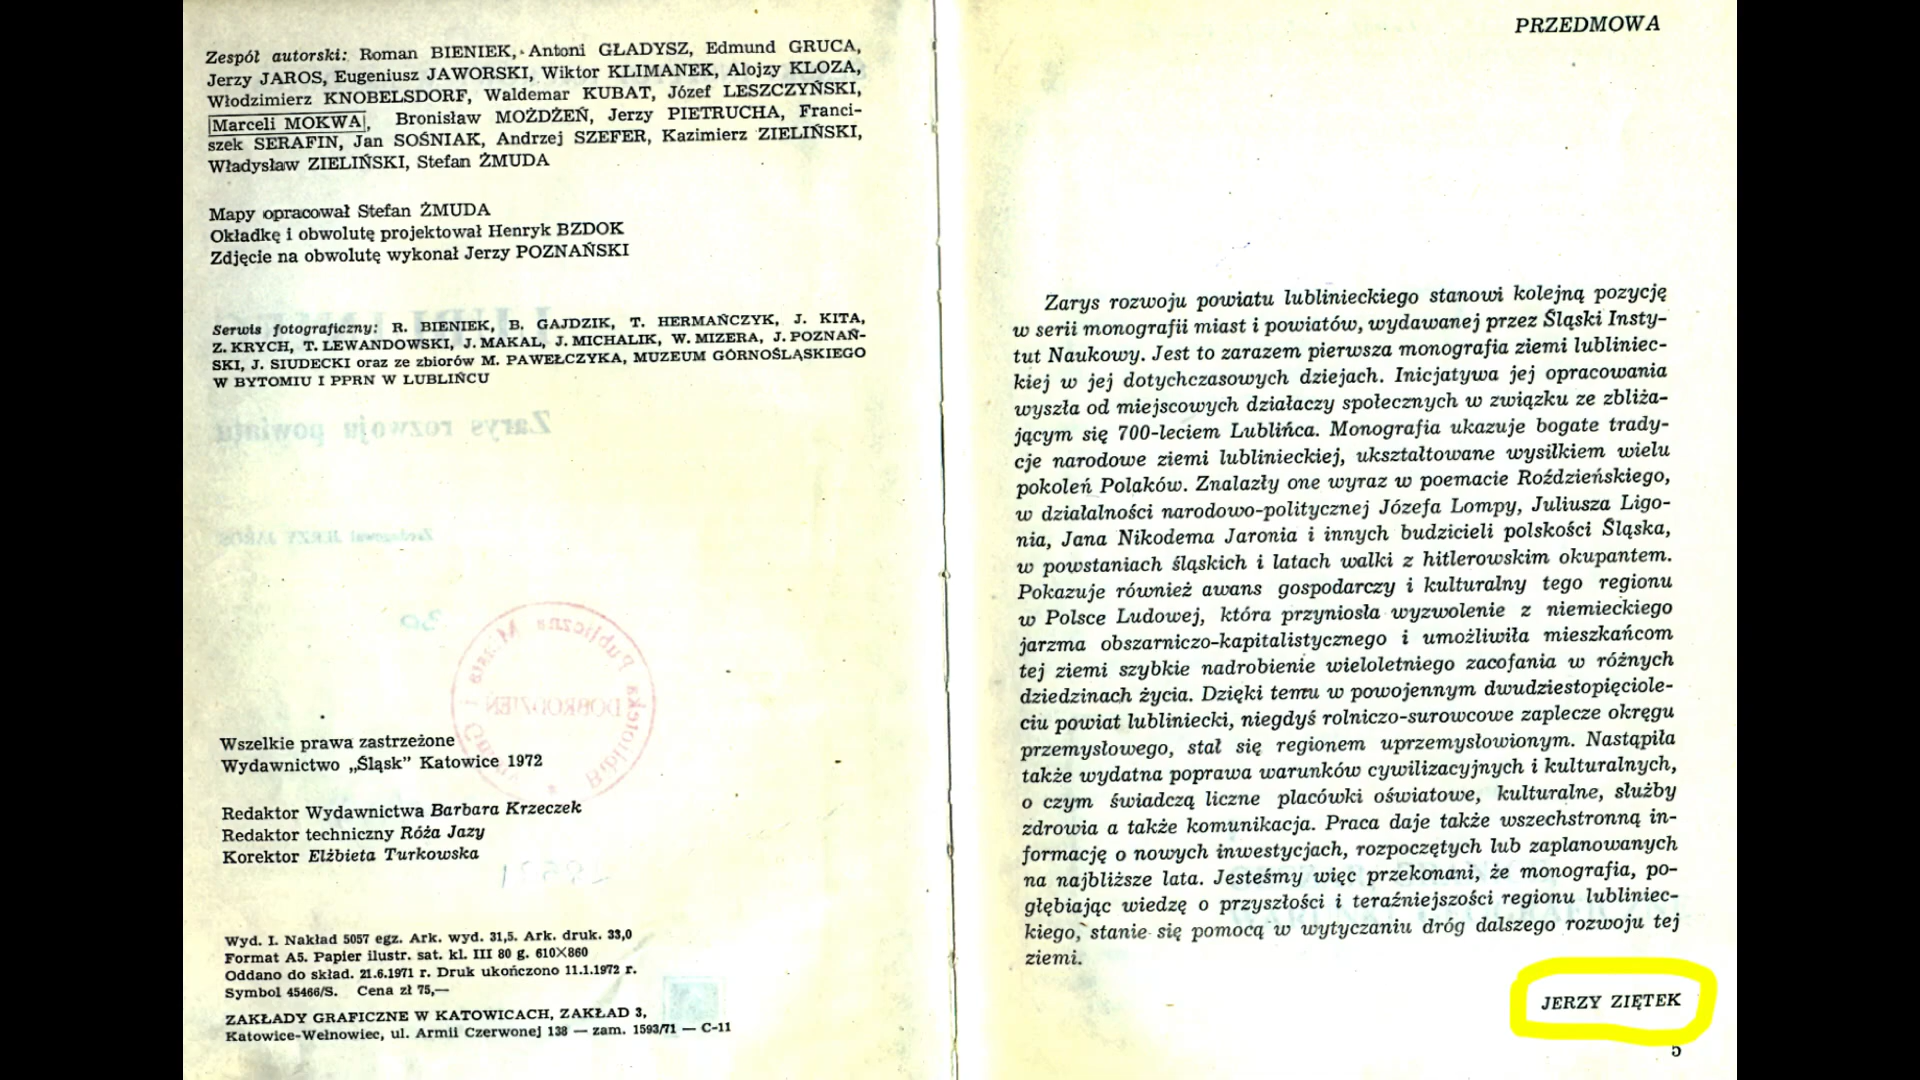 Zespół autorski: Roman BIENIEK, Antoni GŁADYSZ, Edmund GRUCA,
Jerzy JAROS, Eugeniusz JAWORSKI, Wiktor KLIMANEK, Alojzy KLOZA,
Włodzimierz KNOBELSDORF, Waldemar KUBAT, Józef LESZCZYŃSKI,
Marceli MOKWA, Bronisław MOŻDŻEŃ, Jerzy PIETRUCHA, Franci-
szek SERAFIN, Jan SOŚNIAK, Andrzej SZEFER, Kazimierz ZIELIŃSKI,
Władysław ZIELIŃSKI, Stefan ŻMUDA
Mapy opracował Stefan ŻMUDA
Okładkę i obwolutę projektował Henryk BZDOK
Zdjęcie na obwolutę wykonał Jerzy POZNAŃSKI
Serwis fotograficzny: R. BIENIEK, B. GAJDZIK, T. HERMAŃCZYK, J. KITA,
Z. KRYCH, T. LEWANDOWSKI, J. MAKAL, J. MICHALIK, W. MIZERA, J. POZNAŃ-
SKI, J. SIUDECKI oraz ze zbiorów M. PAWEŁCZYKA, MUZEUM GÓRNOŚLĄSKIEGO
W BYTOMIU I PPRN W LUBLIŃCU
Zarys rozwoju powiatu
Zredagował JERZY JAROS
Biblioteka Publiczna Miasta i Gminy
DOBRODZIEŃ
Wszelkie prawa zastrzeżone
Wydawnictwo „Śląsk” Katowice 1972
Redaktor Wydawnictwa Barbara Krzeczek
Redaktor techniczny Róża Jazy
Korektor Elżbieta Turkowska
Wyd. I. Nakład 5057 egz. Ark. wyd. 31,5. Ark. druk. 33,0
Format A5. Papier ilustr. sat. kl. III 80 g. 610×860
Oddano do skład. 21.6.1971 r. Druk ukończono 11.1.1972 r.
Symbol 45466/S. Cena zł 75,—
ZAKŁADY GRAFICZNE W KATOWICACH, ZAKŁAD 3,
Katowice-Wełnowiec, ul. Armii Czerwonej 138 — zam. 1593/71 — C-11
PRZEDMOWA
Zarys rozwoju powiatu lublinieckiego stanowi kolejną pozycję
w serii monografii miast i powiatów, wydawanej przez Śląski Insty-
tut Naukowy. Jest to zarazem pierwsza monografia ziemi lubliniec-
kiej w jej dotychczasowych dziejach. Inicjatywa jej opracowania
wyszła od miejscowych działaczy społecznych w związku ze zbliża-
jącym się 700-leciem Lublińca. Monografia ukazuje bogate trady-
cje narodowe ziemi lublinieckiej, ukształtowane wysiłkiem wielu
pokoleń Polaków. Znalazły one wyraz w poemacie Roździeńskiego,
w działalności narodowo-politycznej Józefa Lompy, Juliusza Ligo-
nia, Jana Nikodema Jaronia i innych budzicieli polskości Śląska,
w powstaniach śląskich i latach walki z hitlerowskim okupantem.
Pokazuje również awans gospodarczy i kulturalny tego regionu
w Polsce Ludowej, która przyniosła wyzwolenie z niemieckiego
jarzma obszarniczo-kapitalistycznego i umożliwiła mieszkańcom
tej ziemi szybkie nadrobienie wieloletniego zacofania w różnych
dziedzinach życia. Dzięki temu w powojennym dwudziestopięciole-
ciu powiat lubliniecki, niegdyś rolniczo-surowcowe zaplecze okręgu
przemysłowego, stał się regionem uprzemysłowionym. Nastąpiła
także wydatna poprawa warunków cywilizacyjnych i kulturalnych,
o czym świadczą liczne placówki oświatowe, kulturalne, służby
zdrowia a także komunikacja. Praca daje także wszechstronną in-
formację o nowych inwestycjach, rozpoczętych lub zaplanowanych
na najbliższe lata. Jesteśmy więc przekonani, że monografia, po-
głębiając wiedzę o przyszłości i teraźniejszości regionu lubliniec-
kiego, stanie się pomocą w wytyczaniu dróg dalszego rozwoju tej
ziemi.
JERZY ZIĘTEK
5